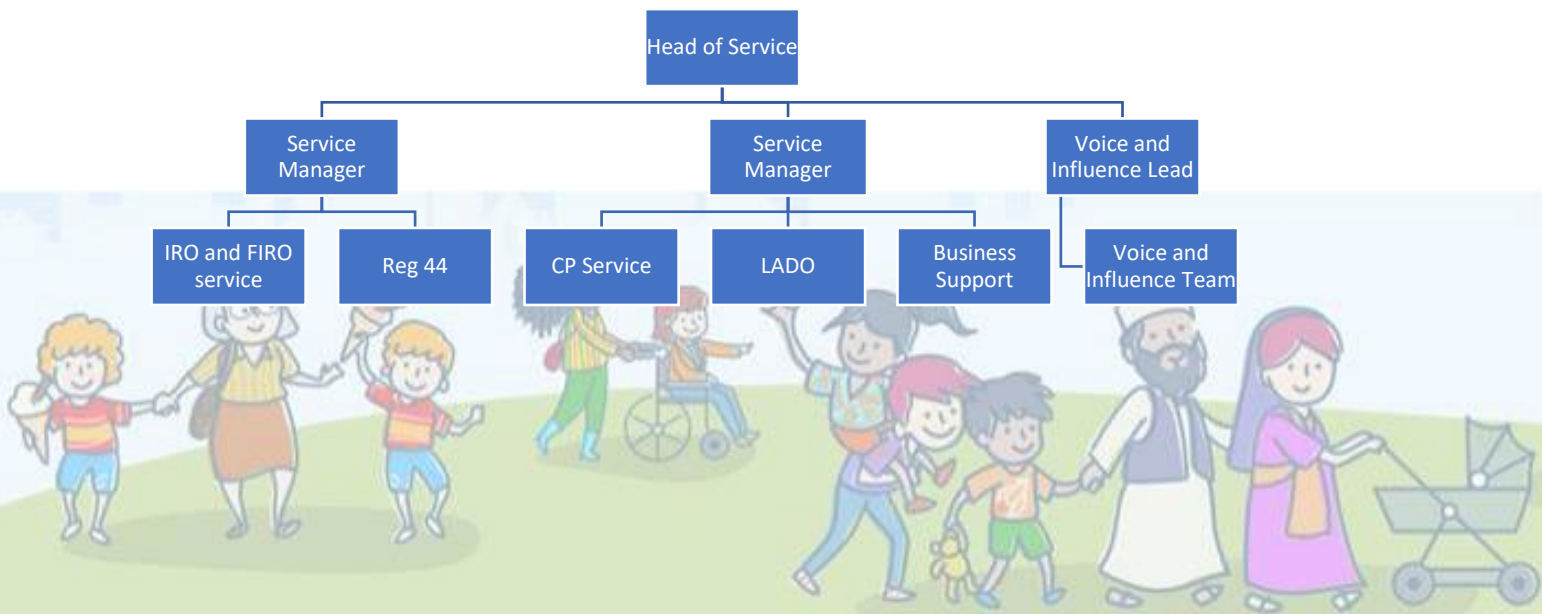 Head of Service
Service
Manager
Service
Manager
Voice and
Influence Lead
IRO and FIRO
service
Reg 44
CP Service
LADO
Business
Support
Voice and
Influence Team